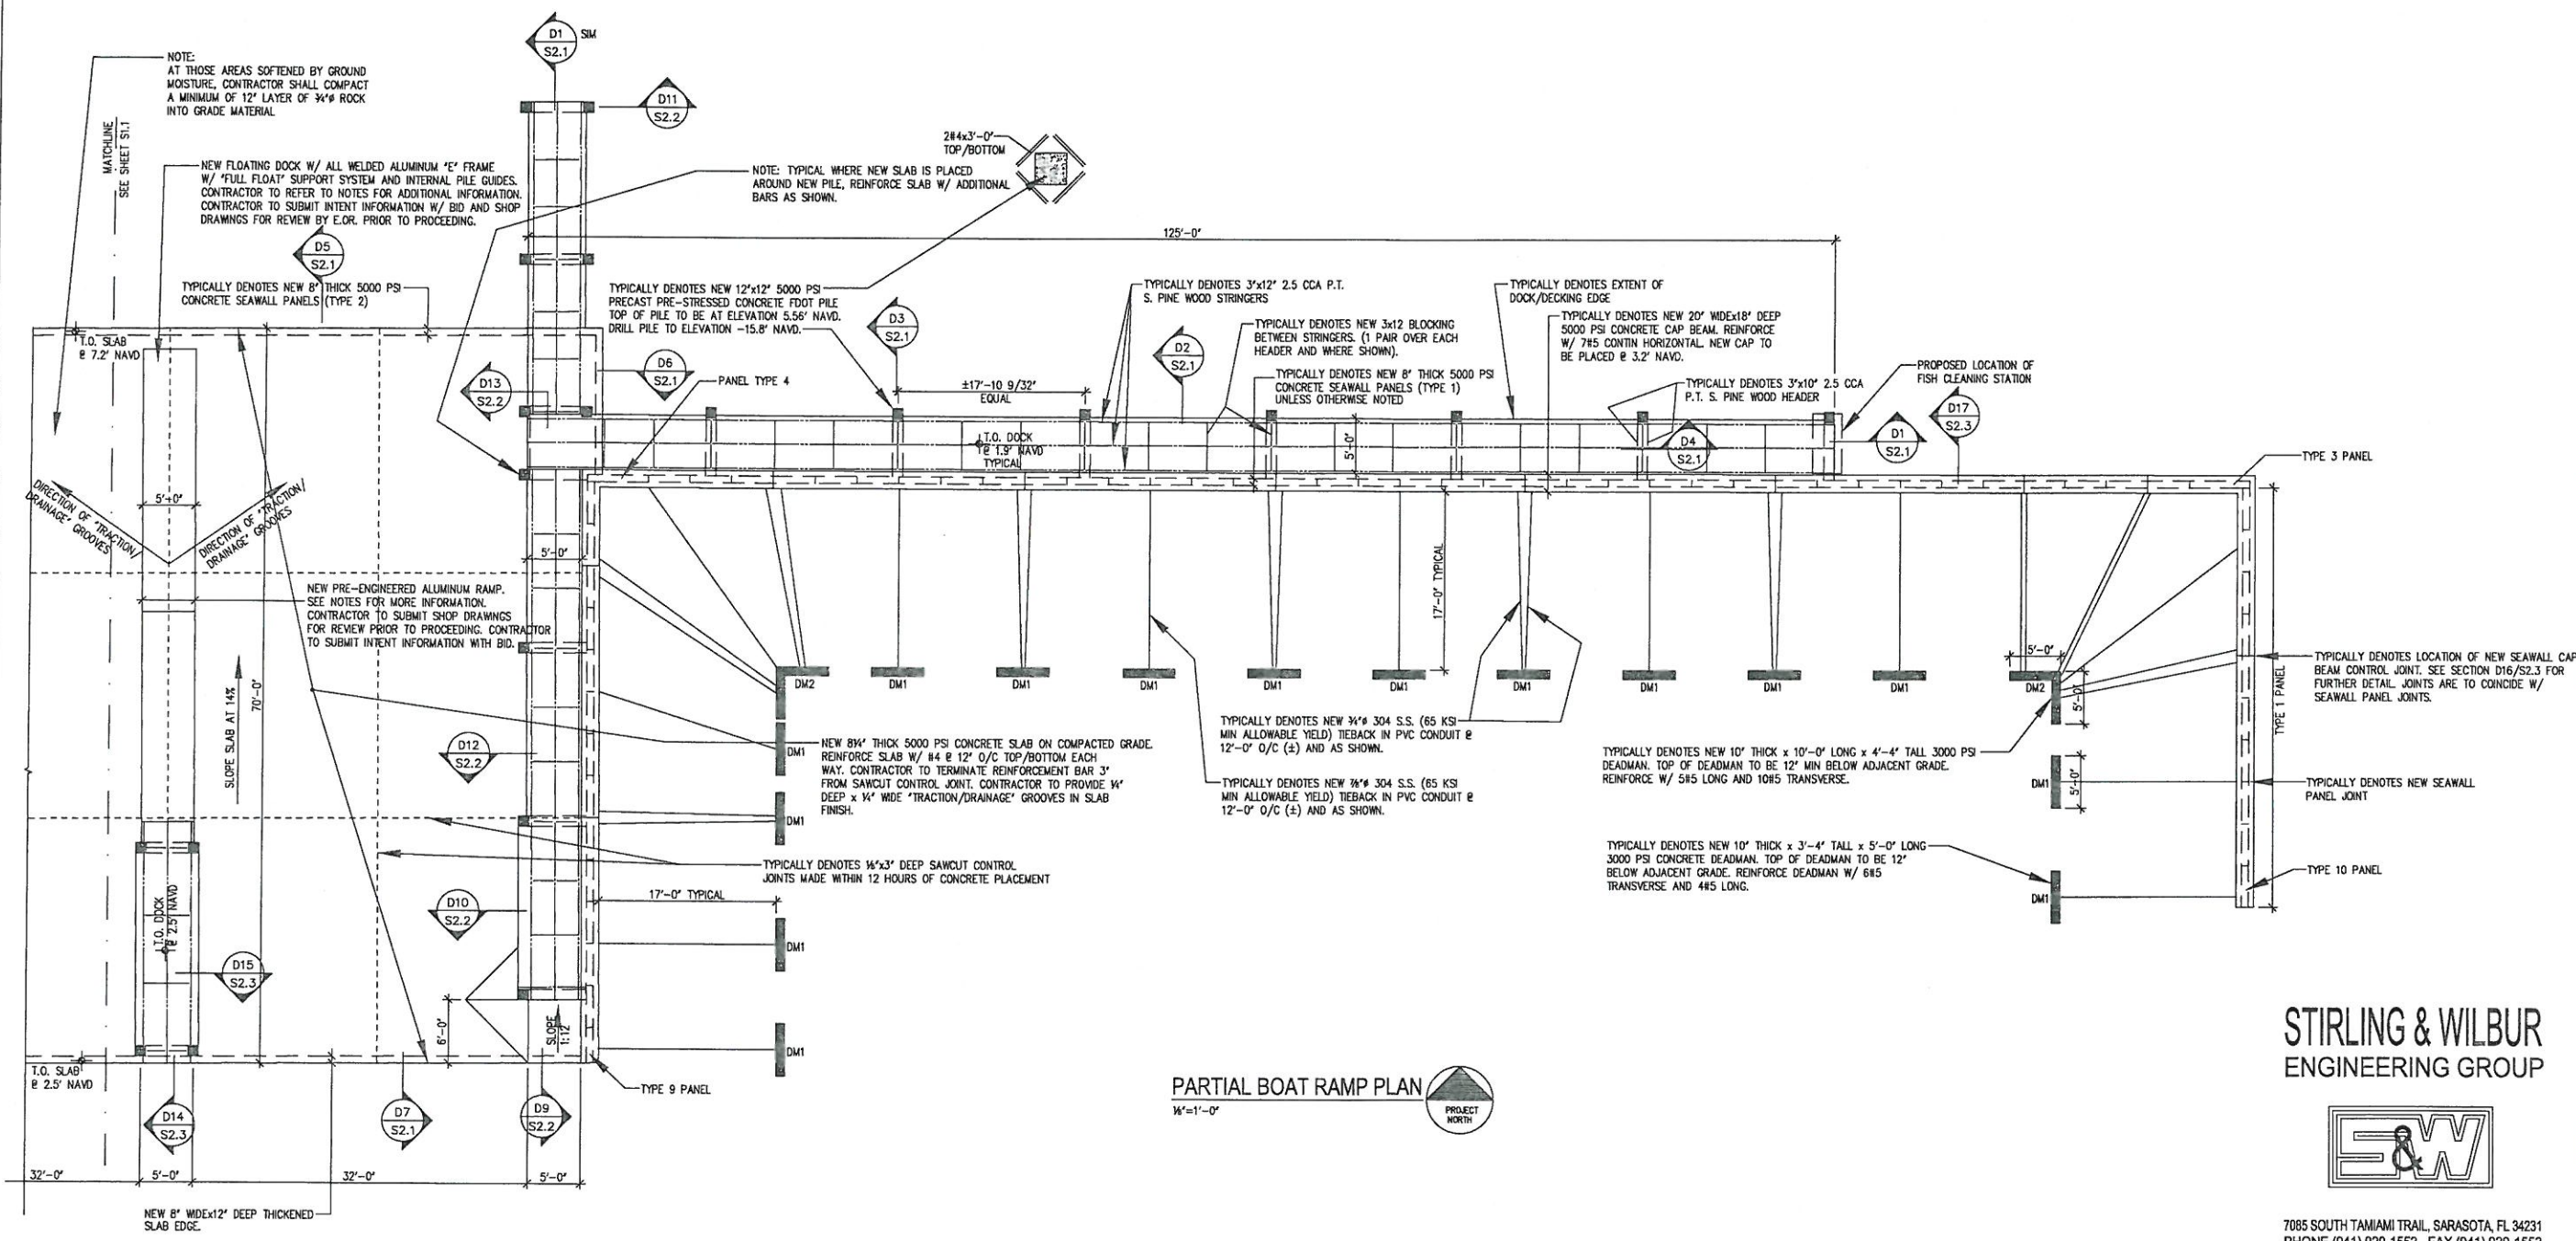 D1
S2.1
SIM
NOTE:
AT THOSE AREAS SOFTENED BY GROUND
MOISTURE, CONTRACTOR SHALL COMPACT
A MINIMUM OF 12" LAYER OF ¾"ø ROCK
INTO GRADE MATERIAL
MATCHLINE
SEE SHEET S1.1
D11
S2.2
2#4x3'-0"
TOP/BOTTOM
NEW FLOATING DOCK W/ ALL WELDED ALUMINUM "E" FRAME
W/ "FULL FLOAT" SUPPORT SYSTEM AND INTERNAL PILE GUIDES.
CONTRACTOR TO REFER TO NOTES FOR ADDITIONAL INFORMATION.
CONTRACTOR TO SUBMIT INTENT INFORMATION W/ BID AND SHOP
DRAWINGS FOR REVIEW BY E.OR. PRIOR TO PROCEEDING.
NOTE: TYPICAL WHERE NEW SLAB IS PLACED
AROUND NEW PILE, REINFORCE SLAB W/ ADDITIONAL
BARS AS SHOWN.
125'-0"
D5
S2.1
TYPICALLY DENOTES NEW 8" THICK 5000 PSI
CONCRETE SEAWALL PANELS (TYPE 2)
TYPICALLY DENOTES NEW 12"x12" 5000 PSI
PRECAST PRE-STRESSED CONCRETE FOOT PILE
TOP OF PILE TO BE AT ELEVATION 5.56' NAVD.
DRILL PILE TO ELEVATION -15.8' NAVD.
D3
S2.1
TYPICALLY DENOTES 3"x12" 2.5 CCA P.T.
S. PINE WOOD STRINGERS
TYPICALLY DENOTES EXTENT OF
DOCK/DECKING EDGE
TYPICALLY DENOTES NEW 3x12 BLOCKING
BETWEEN STRINGERS. (1 PAIR OVER EACH
HEADER AND WHERE SHOWN).
TYPICALLY DENOTES NEW 20" WIDEx18" DEEP
5000 PSI CONCRETE CAP BEAM. REINFORCE
W/ 7#5 CONTIN HORIZONTAL. NEW CAP TO
BE PLACED @ 3.2' NAVD.
T.O. SLAB
@ 7.2' NAVD
D6
S2.1
D2
S2.1
D13
S2.2
PANEL TYPE 4
±17'-10 9/32"
EQUAL
TYPICALLY DENOTES NEW 8" THICK 5000 PSI
CONCRETE SEAWALL PANELS (TYPE 1)
UNLESS OTHERWISE NOTED
TYPICALLY DENOTES 3"x10" 2.5 CCA
P.T. S. PINE WOOD HEADER
PROPOSED LOCATION OF
FISH CLEANING STATION
D17
S2.3
T.O. DOCK
@ 1.9' NAVD
TYPICAL
5'-0"
D4
S2.1
D1
S2.1
TYPE 3 PANEL
DIRECTION OF "TRACTION/
DRAINAGE" GROOVES
5'-0"
DIRECTION OF "TRACTION/
DRAINAGE" GROOVES
5'-0"
17'-0" TYPICAL
NEW PRE-ENGINEERED ALUMINUM RAMP.
SEE NOTES FOR MORE INFORMATION.
CONTRACTOR TO SUBMIT SHOP DRAWINGS
FOR REVIEW PRIOR TO PROCEEDING. CONTRACTOR
TO SUBMIT INTENT INFORMATION WITH BID.
SLOPE SLAB AT 14%
70'-0"
DM2
DM1
DM1
DM1
DM1
DM1
DM1
DM1
DM1
DM1
DM2
5'-0"
5'-0"
TYPE 1 PANEL
TYPICALLY DENOTES LOCATION OF NEW SEAWALL CAP
BEAM CONTROL JOINT. SEE SECTION D16/S2.3 FOR
FURTHER DETAIL. JOINTS ARE TO COINCIDE W/
SEAWALL PANEL JOINTS.
D12
S2.2
DM1
NEW 8¼" THICK 5000 PSI CONCRETE SLAB ON COMPACTED GRADE.
REINFORCE SLAB W/ #4 @ 12" O/C TOP/BOTTOM EACH
WAY. CONTRACTOR TO TERMINATE REINFORCEMENT BAR 3"
FROM SAWCUT CONTROL JOINT. CONTRACTOR TO PROVIDE ¼"
DEEP x ¼" WIDE "TRACTION/DRAINAGE" GROOVES IN SLAB
FINISH.
TYPICALLY DENOTES NEW ¾"ø 304 S.S. (65 KSI
MIN ALLOWABLE YIELD) TIEBACK IN PVC CONDUIT @
12'-0" O/C (±) AND AS SHOWN.
TYPICALLY DENOTES NEW ⅞"ø 304 S.S. (65 KSI
MIN ALLOWABLE YIELD) TIEBACK IN PVC CONDUIT @
12'-0" O/C (±) AND AS SHOWN.
TYPICALLY DENOTES NEW 10" THICK x 10'-0" LONG x 4'-4" TALL 3000 PSI
DEADMAN. TOP OF DEADMAN TO BE 12" MIN BELOW ADJACENT GRADE.
REINFORCE W/ 5#5 LONG AND 10#5 TRANSVERSE.
DM1
5'-0"
TYPICALLY DENOTES NEW SEAWALL
PANEL JOINT
DM1
TYPICALLY DENOTES ⅛"x3" DEEP SAWCUT CONTROL
JOINTS MADE WITHIN 12 HOURS OF CONCRETE PLACEMENT
TYPICALLY DENOTES NEW 10" THICK x 3'-4" TALL x 5'-0" LONG
3000 PSI CONCRETE DEADMAN. TOP OF DEADMAN TO BE 12"
BELOW ADJACENT GRADE. REINFORCE DEADMAN W/ 6#5
TRANSVERSE AND 4#5 LONG.
DM1
TYPE 10 PANEL
T.O. DOCK
@ 2.5' NAVD
D10
S2.2
17'-0" TYPICAL
DM1
D15
S2.3
6'-0"
SLOPE
1:12
DM1
T.O. SLAB
@ 2.5' NAVD
TYPE 9 PANEL
D14
S2.3
D7
S2.1
D9
S2.2
32'-0"
5'-0"
32'-0"
5'-0"
NEW 8" WIDEx12" DEEP THICKENED
SLAB EDGE.
PARTIAL BOAT RAMP PLAN
⅛"=1'-0"
PROJECT
NORTH
STIRLING & WILBUR
ENGINEERING GROUP
S&W
7085 SOUTH TAMIAMI TRAIL, SARASOTA, FL 34231